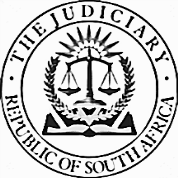 · THE JUDICIARY ·
REPUBLIC OF SOUTH AFRICA